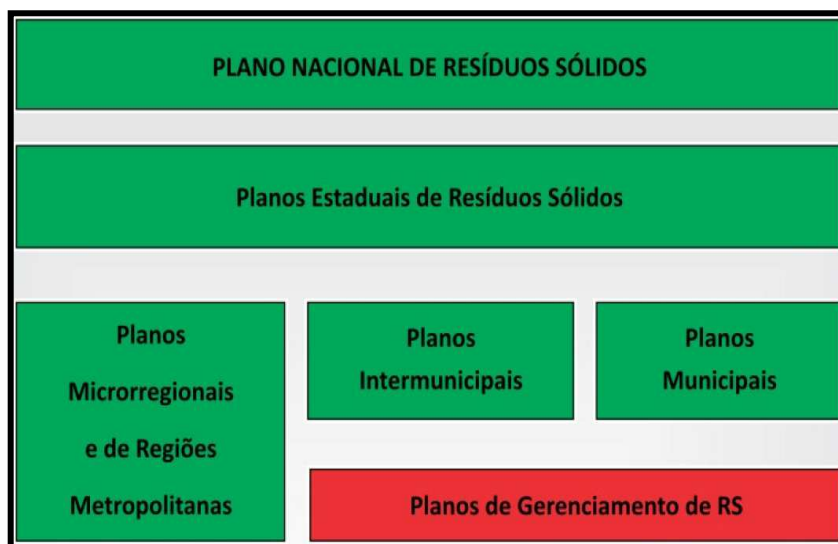 PLANO NACIONAL DE RESÍDUOS SÓLIDOS
Planos Estaduais de Resíduos Sólidos
Planos
Microrregionais
e de Regiões
Metropolitanas
Planos
Intermunicipais
Planos
Municipais
Planos de Gerenciamento de RS